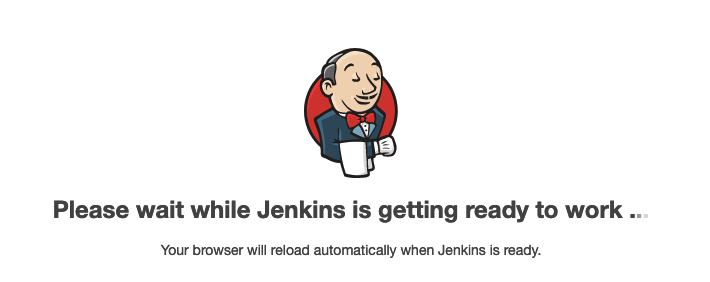 Please wait while Jenkins is getting ready to work ...
Your browser will reload automatically when Jenkins is ready.